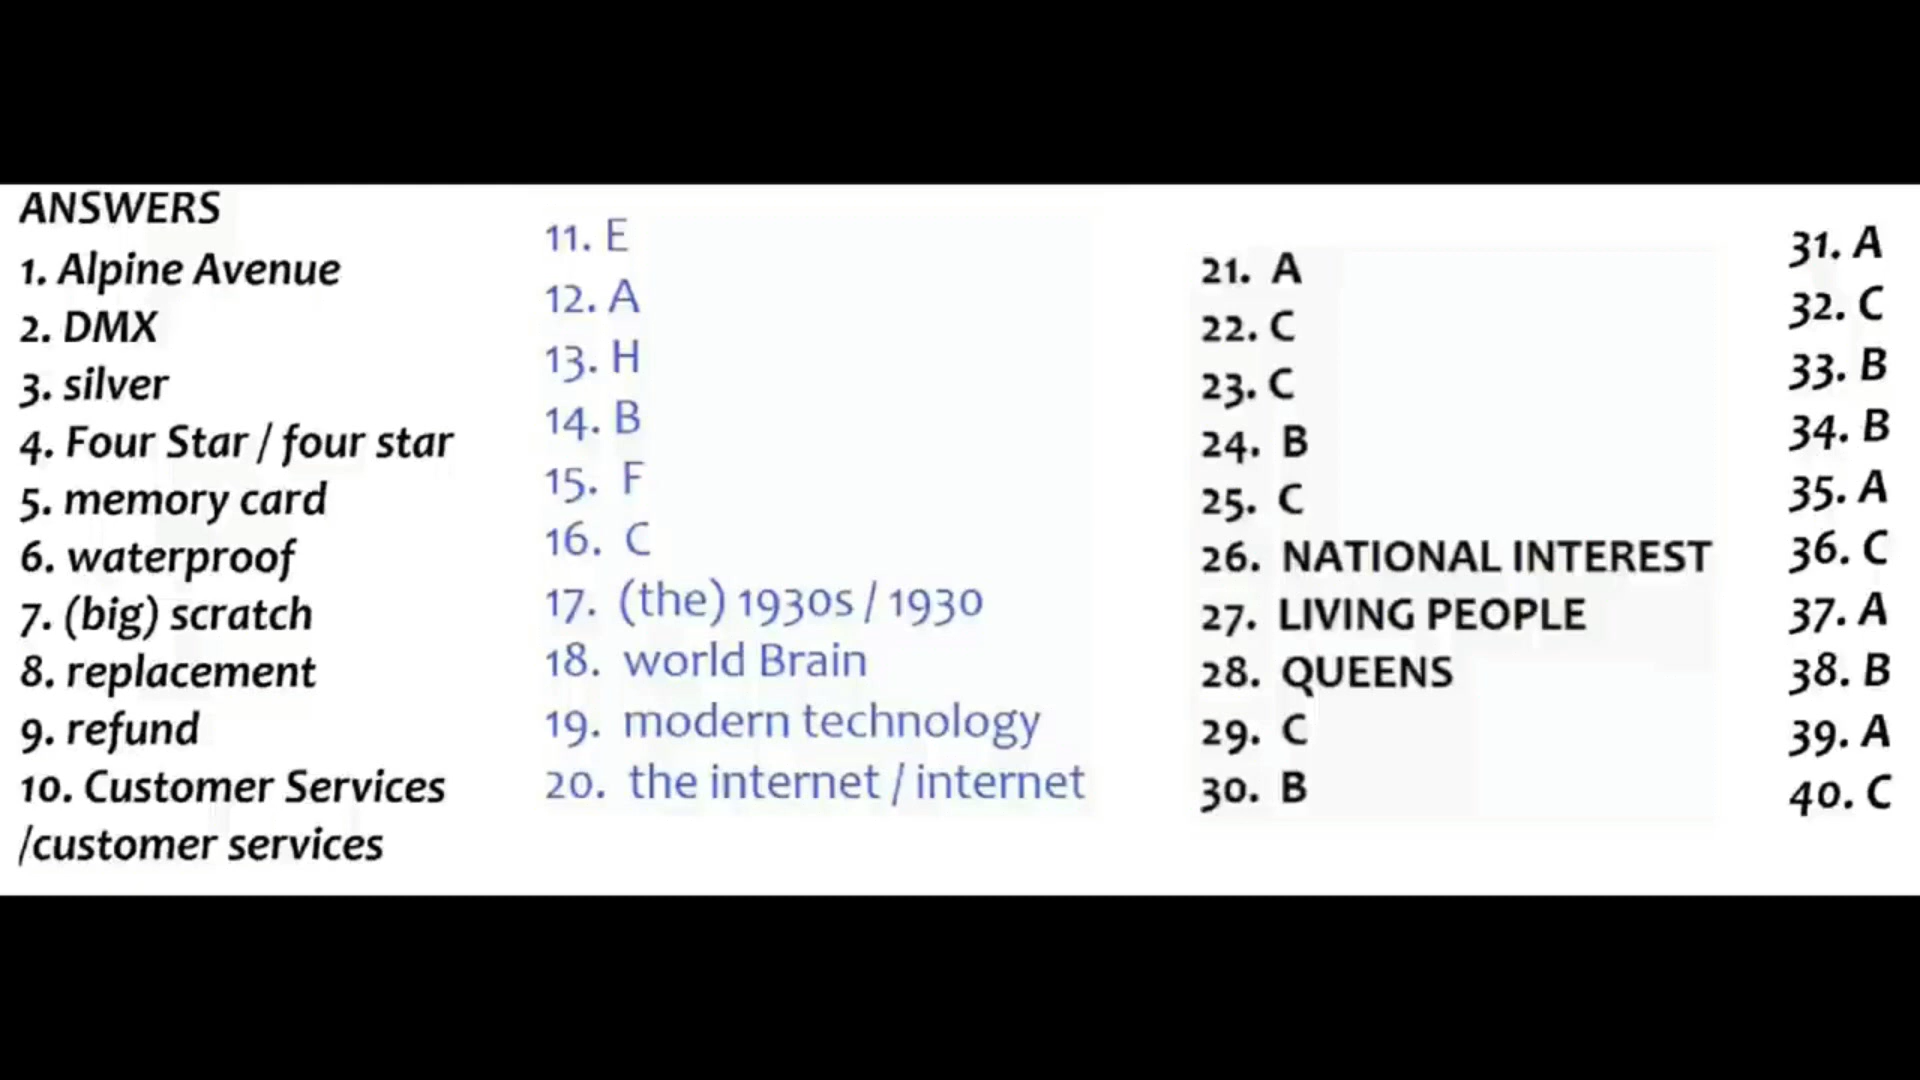 ANSWERS
1. Alpine Avenue
2. DMX
3. silver
4. Four Star / four star
5. memory card
6. waterproof
7. (big) scratch
8. replacement
9. refund
10. Customer Services
/customer services
11. E
12. A
13. H
14. B
15. F
16. C
17. (the) 1930s / 1930
18. world Brain
19. modern technology
20. the internet / internet
21. A
22. C
23. C
24. B
25. C
26. NATIONAL INTEREST
27. LIVING PEOPLE
28. QUEENS
29. C
30. B
31. A
32. C
33. B
34. B
35. A
36. C
37. A
38. B
39. A
40. C